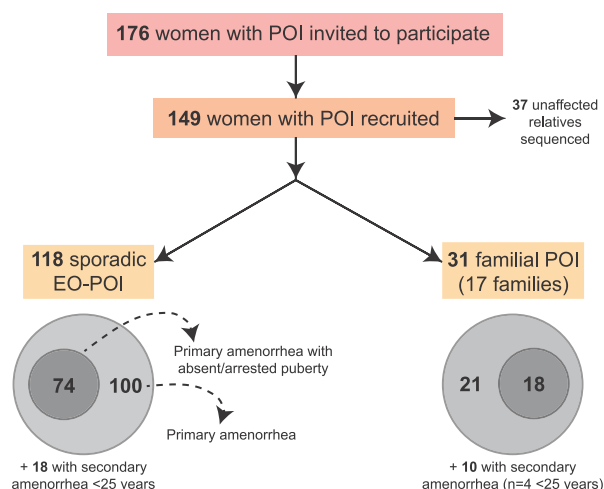 176 women with POI invited to participate
149 women with POI recruited
37 unaffected
relatives
sequenced
118 sporadic
EO-POI
31 familial POI
(17 families)
74
100
Primary amenorrhea with
absent/arrested puberty
Primary amenorrhea
21
18
+ 18 with secondary
amenorrhea <25 years
+ 10 with secondary
amenorrhea (n=4 <25 years)